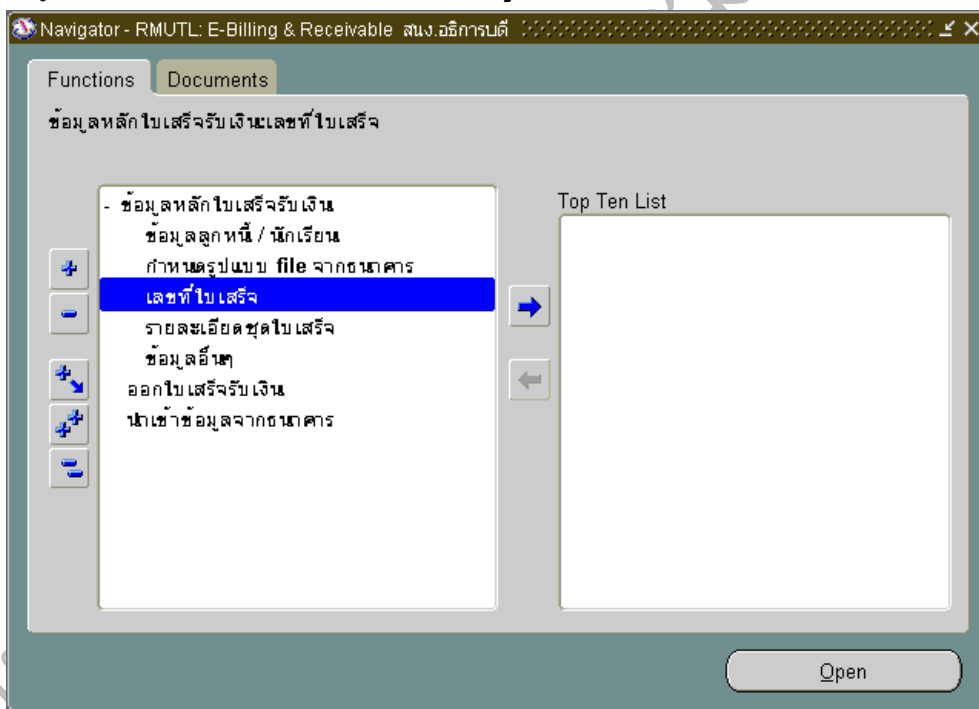 Navigator - RMUTL: E-Billing & Receivable สนง.อธิการบดี
Functions
Documents
ข้อมูลหลักใบเสร็จรับเงิน:เลขที่ใบเสร็จ
- ข้อมูลหลักใบเสร็จรับเงิน
ข้อมูลลูกหนี้ / นักเรียน
กำหนดรูปแบบ file จากธนาคาร
เลขที่ใบเสร็จ
รายละเอียดชุดใบเสร็จ
ข้อมูลอื่นๆ
ออกใบเสร็จรับเงิน
นำเข้าข้อมูลจากธนาคาร
Top Ten List
Open